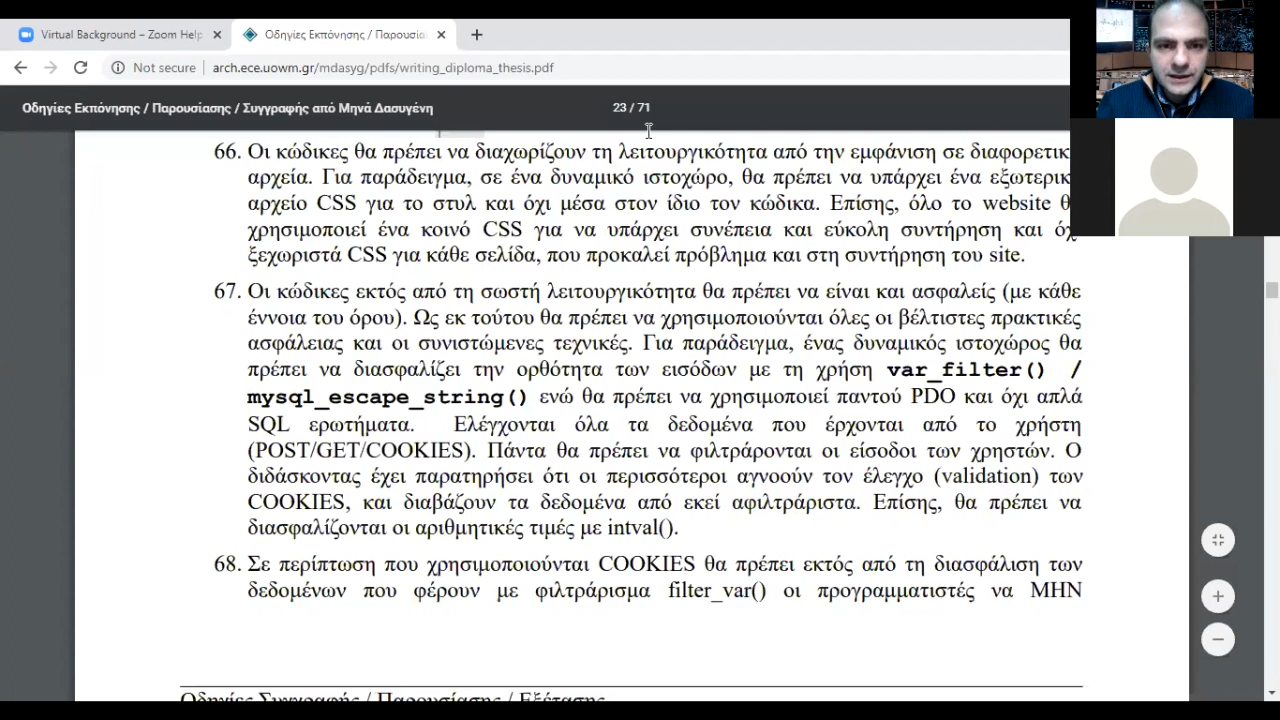 Virtual Background – Zoom Help
Οδηγίες Εκπόνησης / Παρουσία
Not secure
arch.ece.uowm.gr/mdasyg/pdfs/writing_diploma_thesis.pdf
Οδηγίες Εκπόνησης / Παρουσίασης / Συγγραφής από Μηνά Δασυγένη
23 / 71
66. Οι κώδικες θα πρέπει να διαχωρίζουν τη λειτουργικότητα από την εμφάνιση σε διαφορετικ
αρχεία. Για παράδειγμα, σε ένα δυναμικό ιστοχώρο, θα πρέπει να υπάρχει ένα εξωτερικ
αρχείο CSS για το στυλ και όχι μέσα στον ίδιο τον κώδικα. Επίσης, όλο το website θ
χρησιμοποιεί ένα κοινό CSS για να υπάρχει συνέπεια και εύκολη συντήρηση και όχ
ξεχωριστά CSS για κάθε σελίδα, που προκαλεί πρόβλημα και στη συντήρηση του site.
67. Οι κώδικες εκτός από τη σωστή λειτουργικότητα θα πρέπει να είναι και ασφαλείς (με κάθε
έννοια του όρου). Ως εκ τούτου θα πρέπει να χρησιμοποιούνται όλες οι βέλτιστες πρακτικές
ασφάλειας και οι συνιστώμενες τεχνικές. Για παράδειγμα, ένας δυναμικός ιστοχώρος θα
πρέπει να διασφαλίζει την ορθότητα των εισόδων με τη χρήση var_filter() /
mysql_escape_string() ενώ θα πρέπει να χρησιμοποιεί παντού PDO και όχι απλά
SQL ερωτήματα. Ελέγχονται όλα τα δεδομένα που έρχονται από το χρήστη
(POST/GET/COOKIES). Πάντα θα πρέπει να φιλτράρονται οι είσοδοι των χρηστών. Ο
διδάσκοντας έχει παρατηρήσει ότι οι περισσότεροι αγνοούν τον έλεγχο (validation) των
COOKIES, και διαβάζουν τα δεδομένα από εκεί αφιλτράριστα. Επίσης, θα πρέπει να
διασφαλίζονται οι αριθμητικές τιμές με intval().
68. Σε περίπτωση που χρησιμοποιούνται COOKIES θα πρέπει εκτός από τη διασφάλιση των
δεδομένων που φέρουν με φιλτράρισμα filter_var() οι προγραμματιστές να ΜΗΝ
Οδηγίες Συγγραφής / Παρουσίασης / Εξέτασης